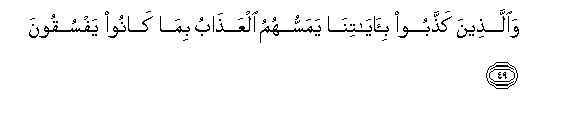 وَٱلَّذِينَ كَذَّبُوا۟ بِـَٔايَـٰتِنَا يَمَسُّهُمُ ٱلْعَذَابُ بِمَا كَانُوا۟ يَفْسُقُونَ
٤٩